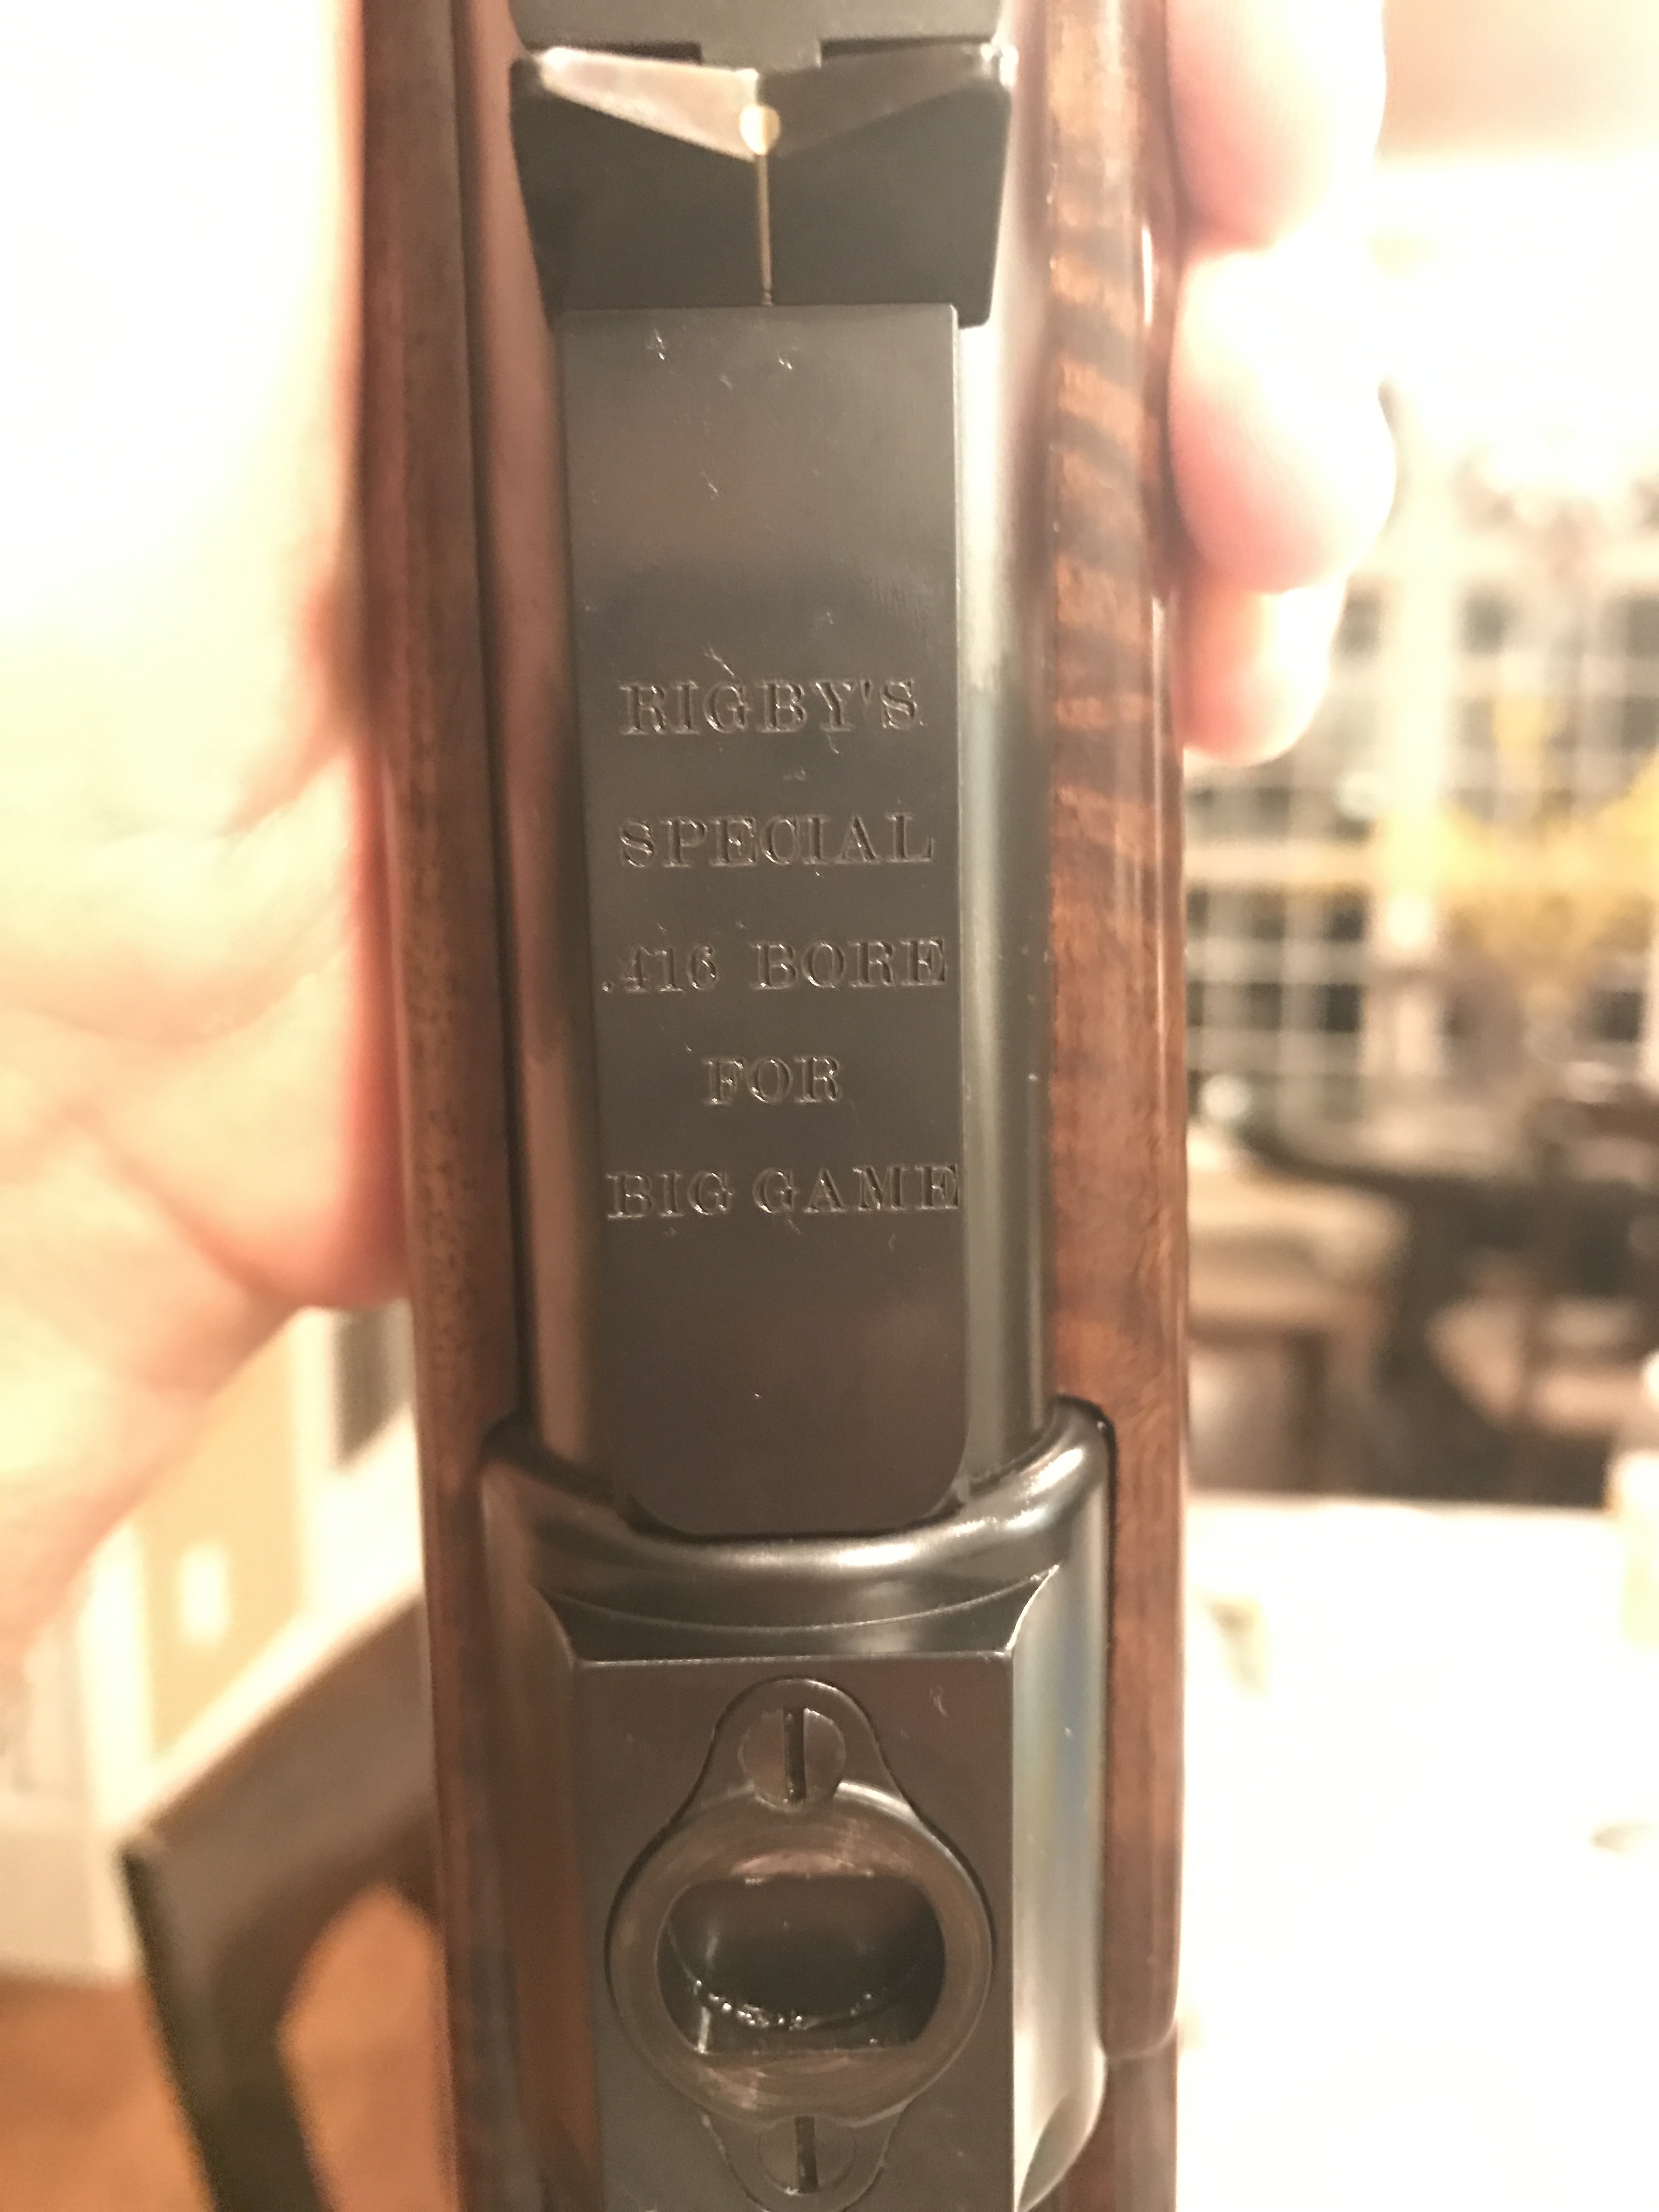 RIGBY'S
SPECIAL
.416 BORE
FOR
BIG GAME